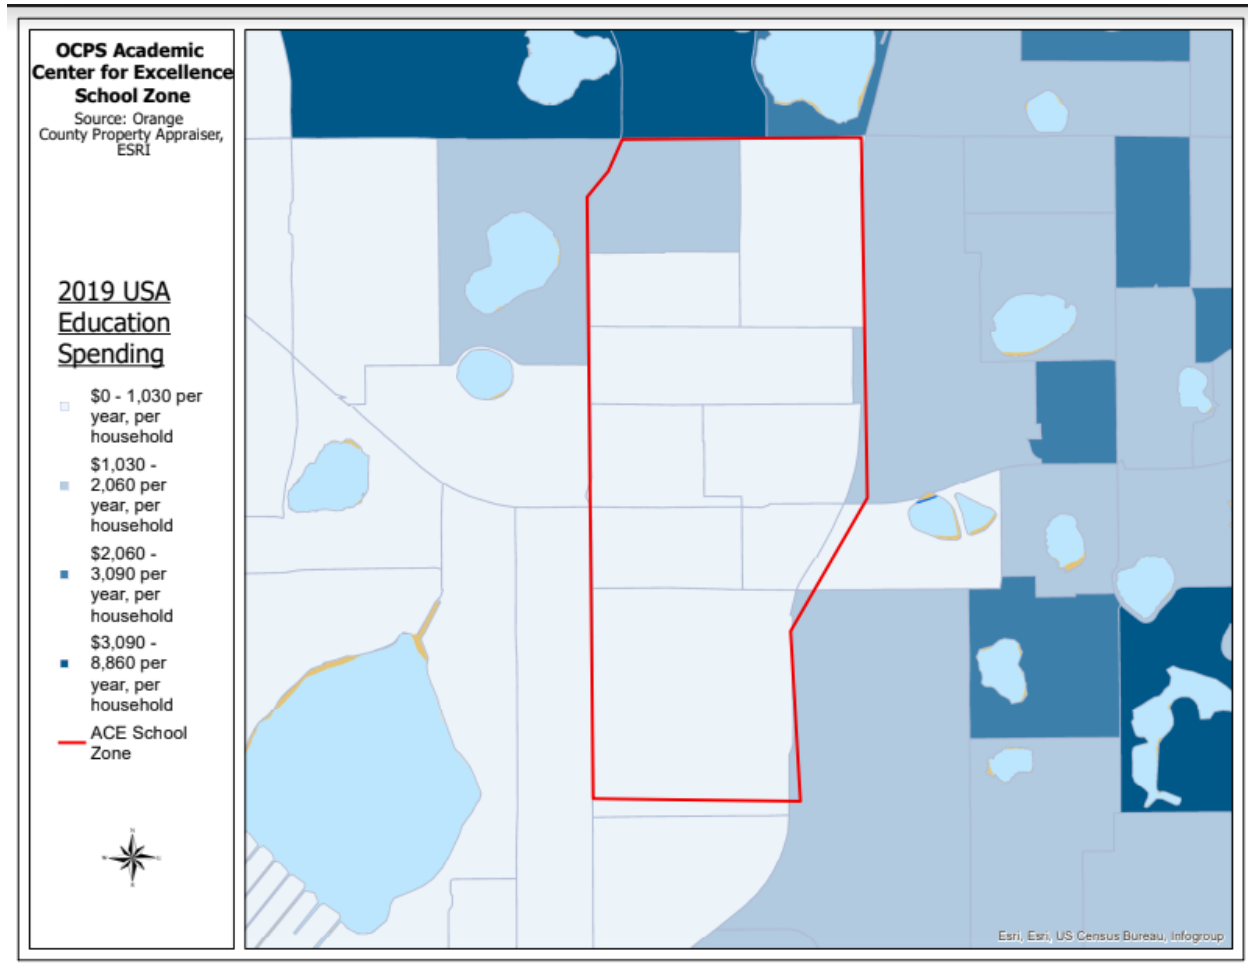 OCPS Academic
Center for Excellence
School Zone
Source: Orange
County Property Appraiser,
ESRI
2019 USA
Education
Spending
$0 - 1,030 per
year, per
household
$1,030 -
2,060 per
year, per
household
$2,060 -
3,090 per
year, per
household
$3,090 -
8,860 per
year, per
household
ACE School
Zone
N
Esri, Esri, US Census Bureau, Infogroup